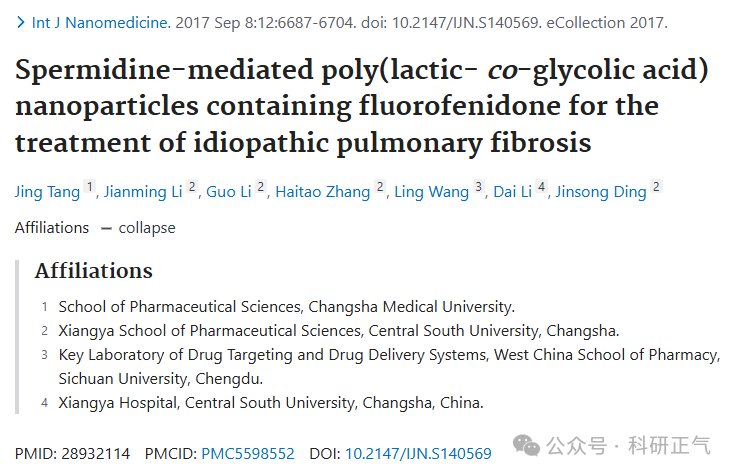 Int J Nanomedicine. 2017 Sep 8:12:6687-6704. doi: 10.2147/IJN.S140569. eCollection 2017.
Spermidine-mediated poly(lactic- co-glycolic acid)
nanoparticles containing fluorofenidone for the
treatment of idiopathic pulmonary fibrosis
Jing Tang 1, Jianming Li 2, Guo Li 2, Haitao Zhang 2, Ling Wang 3, Dai Li 4, Jinsong Ding 2
Affiliations — collapse
Affiliations
1 School of Pharmaceutical Sciences, Changsha Medical University.
2 Xiangya School of Pharmaceutical Sciences, Central South University, Changsha.
3 Key Laboratory of Drug Targeting and Drug Delivery Systems, West China School of Pharmacy,
Sichuan University, Chengdu.
4 Xiangya Hospital, Central South University, Changsha, China.
PMID: 28932114 PMCID: PMC5598552 DOI: 10.2147/IJN.S140569
公众号 · 科研正气